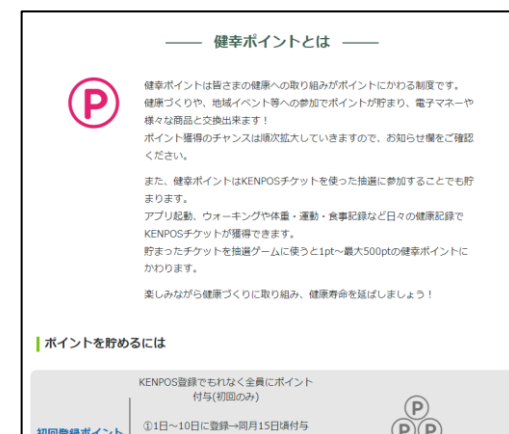 健幸ポイントとは
健幸ポイントは皆さまの健康への取り組みがポイントにかわる制度です。
健康づくりや、地域イベント等への参加でポイントが貯まり、電子マネーや
様々な商品と交換出来ます！
ポイント獲得のチャンスは順次拡大していきますので、お知らせ欄をご確認
ください。
また、健幸ポイントはKENPOSチケットを使った抽選に参加することでも貯
まります。
アプリ起動、ウォーキングや体重・運動・食事記録など日々の健康記録で
KENPOSチケットが獲得できます。
貯まったチケットを抽選ゲームに使うと1pt～最大500ptの健幸ポイントに
かわります。
楽しみながら健康づくりに取り組み、健康寿命を延ばしましょう！
ポイントを貯めるには
KENPOS登録でもれなく全員にポイント
付与(初回のみ)
①1日～10日に登録→同月15日頃付与
初回登録ポイント